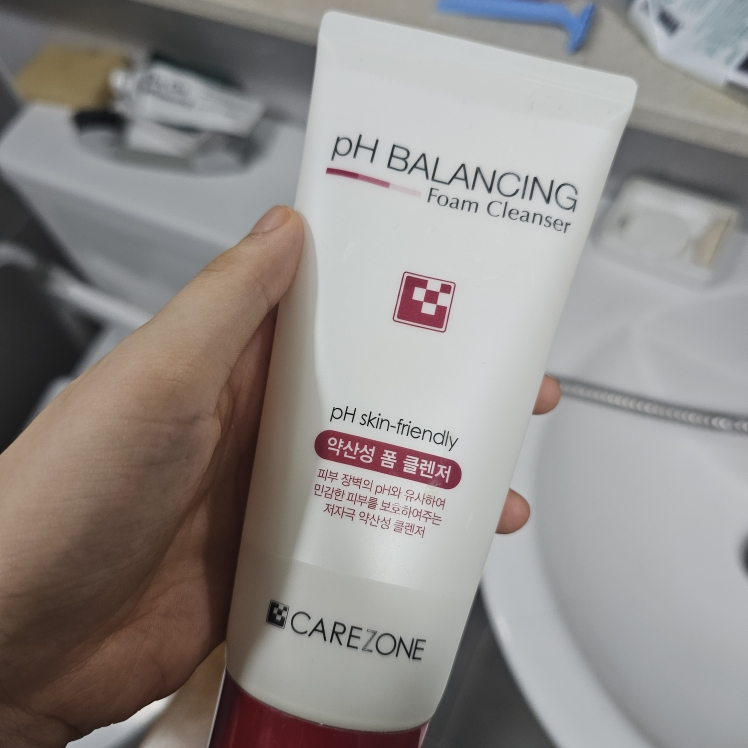 pH BALANCING
Foam Cleanser
pH skin-friendly
약산성 폼 클렌저
피부 장벽의 pH와 유사하여
민감한 피부를 보호하여주는
저자극 약산성 클렌저
CAREZONE